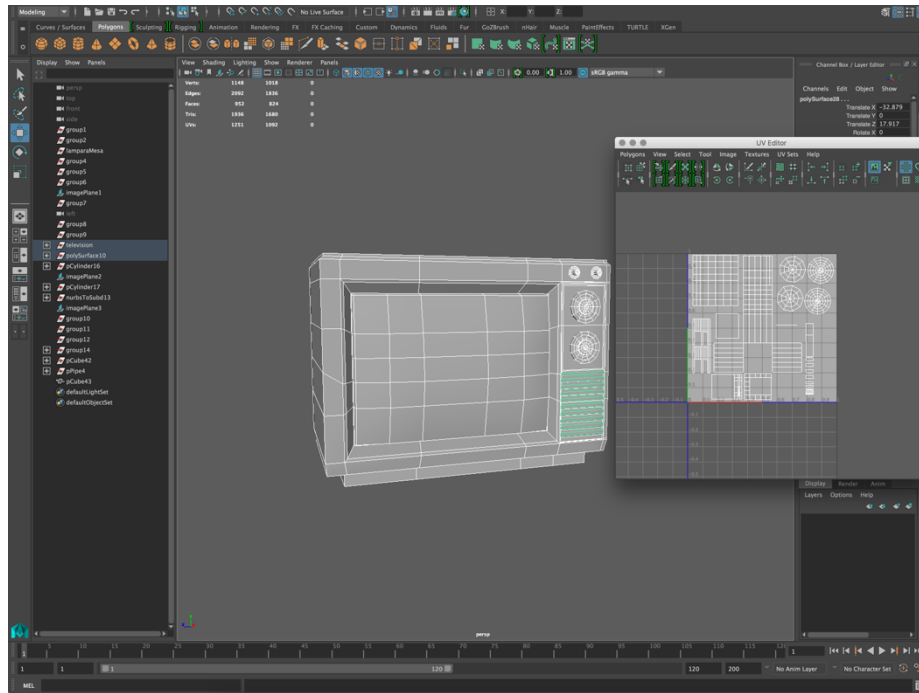 Modeling
No Live Surface
X:
Y:
Z:
Curves / Surfaces Polygons Sculpting Rigging Animation Rendering FX FX Caching Custom Dynamics Fluids Fur GoZBrush nHair Muscle PaintEffects TURTLE XGen
Display Show Panels
View Shading Lighting Show Renderer Panels
0.00 1.00 sRGB gamma
Channel Box / Layer Editor
Channels Edit Object Show
polySurface28 . . .
Translate X -32.879
Translate Y 0
Translate Z 17.917
Rotate X 0
persp
top
front
side
group1
group2
lamparaMesa
group4
group5
group6
imagePlane1
group7
left
group8
group9
television
polySurface10
pCylinder16
imagePlane2
pCylinder17
nurbsToSubd13
imagePlane3
group10
group11
group12
group14
pCube42
pPipe4
pCube43
defaultLightSet
defaultObjectSet
Verts: 1148 1018 0
Edges: 2092 1836 0
Faces: 952 824 0
Tris: 1936 1680 0
UVs: 1251 1092 0
persp
UV Editor
Polygons View Select Tool Image Textures UV Sets Help
Display Render Anim
Layers Options Help
1 5 10 15 20 25 30 35 40 45 50 55 60 65 70 75 80 85 90 95 100 105 110 115 1
1 1 1 120 120 200 No Anim Layer No Character Set
MEL